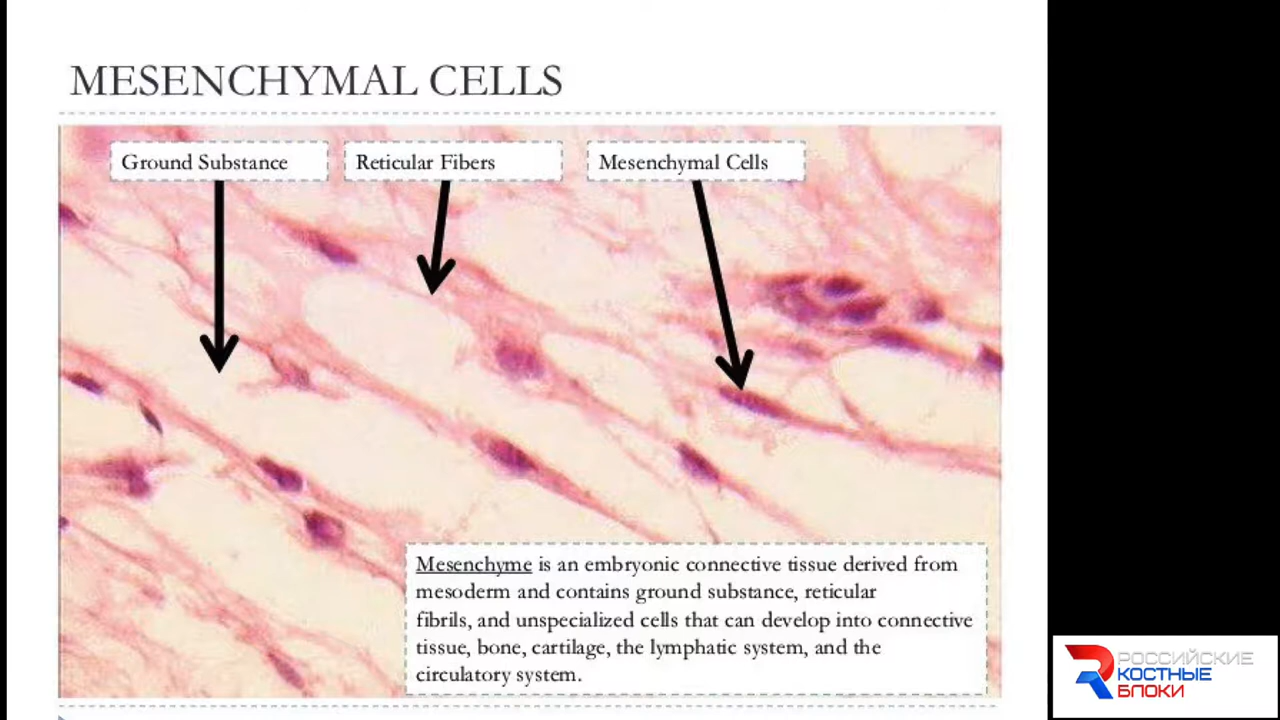 MESENCHYMAL CELLS
Ground Substance
Reticular Fibers
Mesenchymal Cells
Mesenchyme is an embryonic connective tissue derived from
mesoderm and contains ground substance, reticular
fibrils, and unspecialized cells that can develop into connective
tissue, bone, cartilage, the lymphatic system, and the
circulatory system.
РОССИЙСКИЕ
КОСТНЫЕ
БЛОКИ